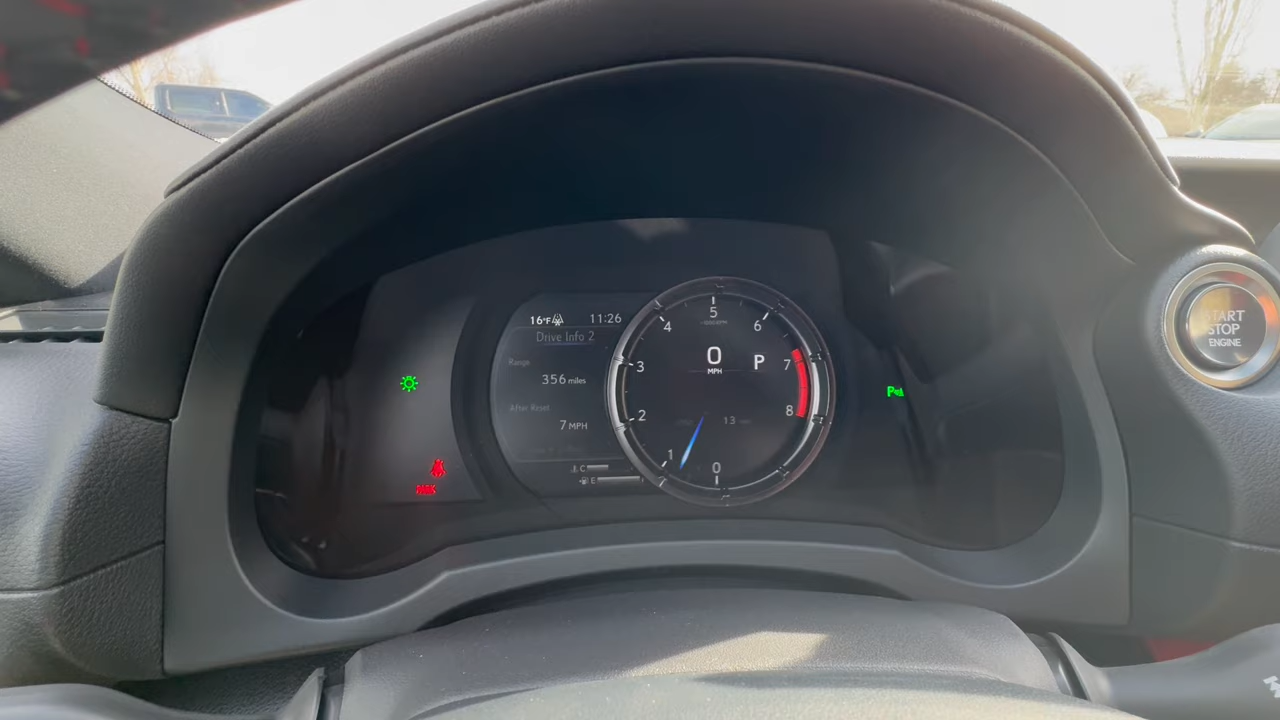 16°F
11:26
Drive Info 2
Range
356 miles
After Reset
7 MPH
C
E
5
4
6
3
7
2
8
1
0
0
MPH
P
13
PARK
START
STOP
ENGINE